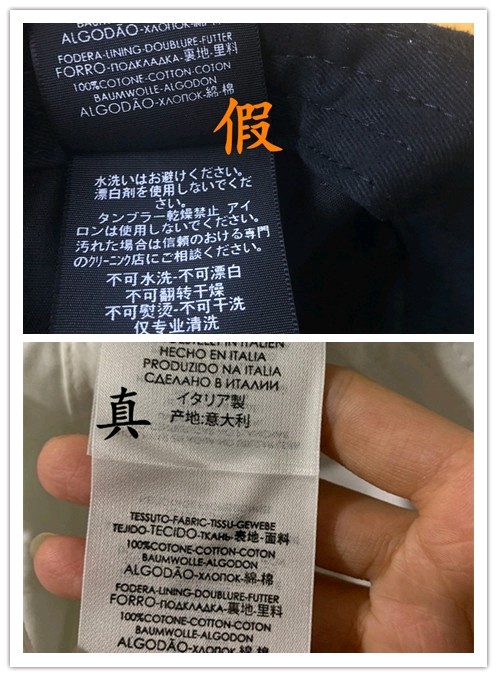 ALGODÃO-ХЛОПОК-綿-棉
FODERA-LINING-DOUBLURE-FUTTER
FORRO-ПОДКЛАДКА-裏地-里料
100%COTONE-COTTON-COTON
BAUMWOLLE-ALGODON
ALGODÃO-ХЛОПОК-綿-棉
假
水洗いはお避けください。
漂白剤を使用しないでくだ
さい。
タンブラー乾燥禁止 アイ
ロンは使用しないでください。
汚れた場合は信頼のおける専門
のクリーニング店にご相談ください。
不可水洗-不可漂白
不可翻转干燥
不可熨烫-不可干洗
仅专业清洗
HECHO EN ITALIA
PRODUZIDO NA ITALIA
СДЕЛАНО В ИТАЛИИ
イタリア製
产地:意大利
真
TESSUTO-FABRIC-TISSU-GEWEBE
TEJIDO-TECIDO-ТКАНЬ-表地-面料
100%COTONE-COTTON-COTON
BAUMWOLLE-ALGODON
ALGODÃO-ХЛОПОК-綿-棉
FODERA-LINING-DOUBLURE-FUTTER
FORRO-ПОДКЛАДКА-裏地-里料
100%COTONE-COTTON-COTON
BAUMWOLLE-ALGODON
ALGODÃO-ХЛОПОК-綿-棉